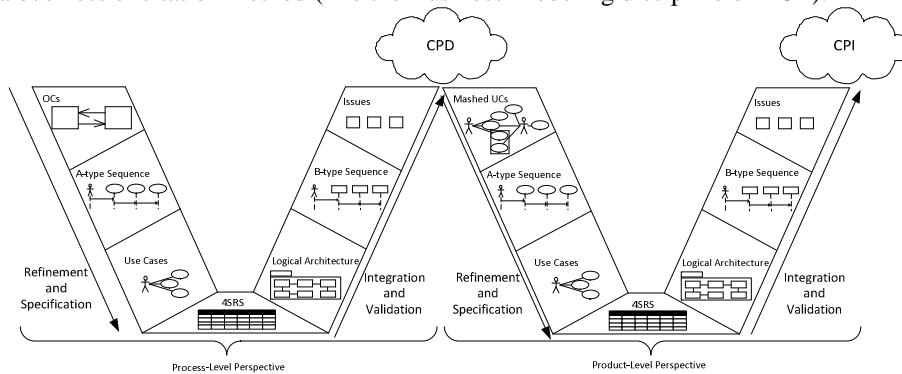 CPD
CPI
OCs
Issues
Mashed UCs
Issues
A-type Sequence
B-type Sequence
A-type Sequence
B-type Sequence
Use Cases
Logical Architecture
Use Cases
Logical Architecture
Refinement
and
Specification
Integration
and
Validation
Refinement
and
Specification
Integration
and
Validation
4SRS
4SRS
Process-Level Perspective
Product-Level Perspective